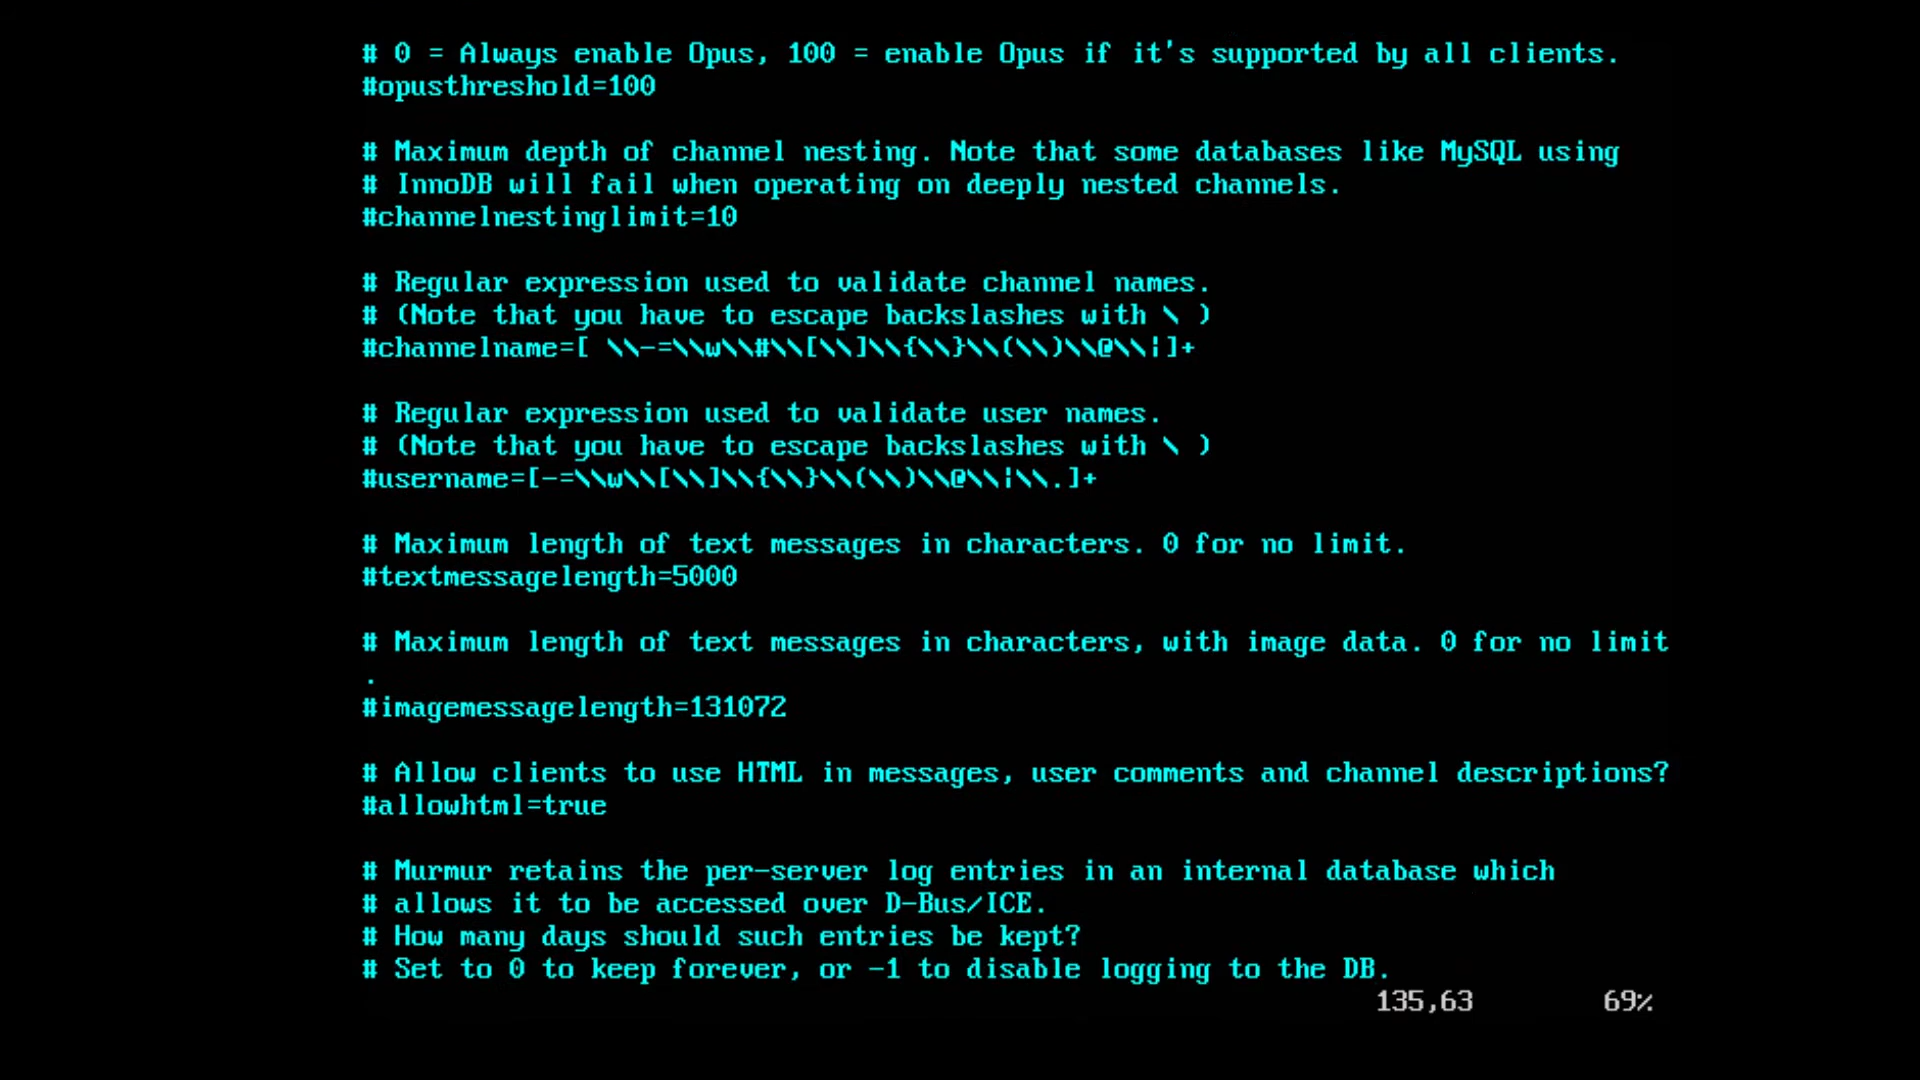 # 0 = Always enable Opus, 100 = enable Opus if it's supported by all clients.
#opusthreshold=100
# Maximum depth of channel nesting. Note that some databases like MySQL using
# InnoDB will fail when operating on deeply nested channels.
#channelnestinglimit=10
# Regular expression used to validate channel names.
# (Note that you have to escape backslashes with \ )
#channelname=[ \\-=\\w\\#\\[\\]\\{\\}\\(\\)\\@\\|]+
# Regular expression used to validate user names.
# (Note that you have to escape backslashes with \ )
#username=[-=\\w\\[\\]\\{\\}\\(\\)\\@\\|\\.]+
# Maximum length of text messages in characters. 0 for no limit.
#textmessagelength=5000
# Maximum length of text messages in characters, with image data. 0 for no limit
.
#imagemessagelength=131072
# Allow clients to use HTML in messages, user comments and channel descriptions?
#allowhtml=true
# Murmur retains the per-server log entries in an internal database which
# allows it to be accessed over D-Bus/ICE.
# How many days should such entries be kept?
# Set to 0 to keep forever, or -1 to disable logging to the DB.
135,63 69%